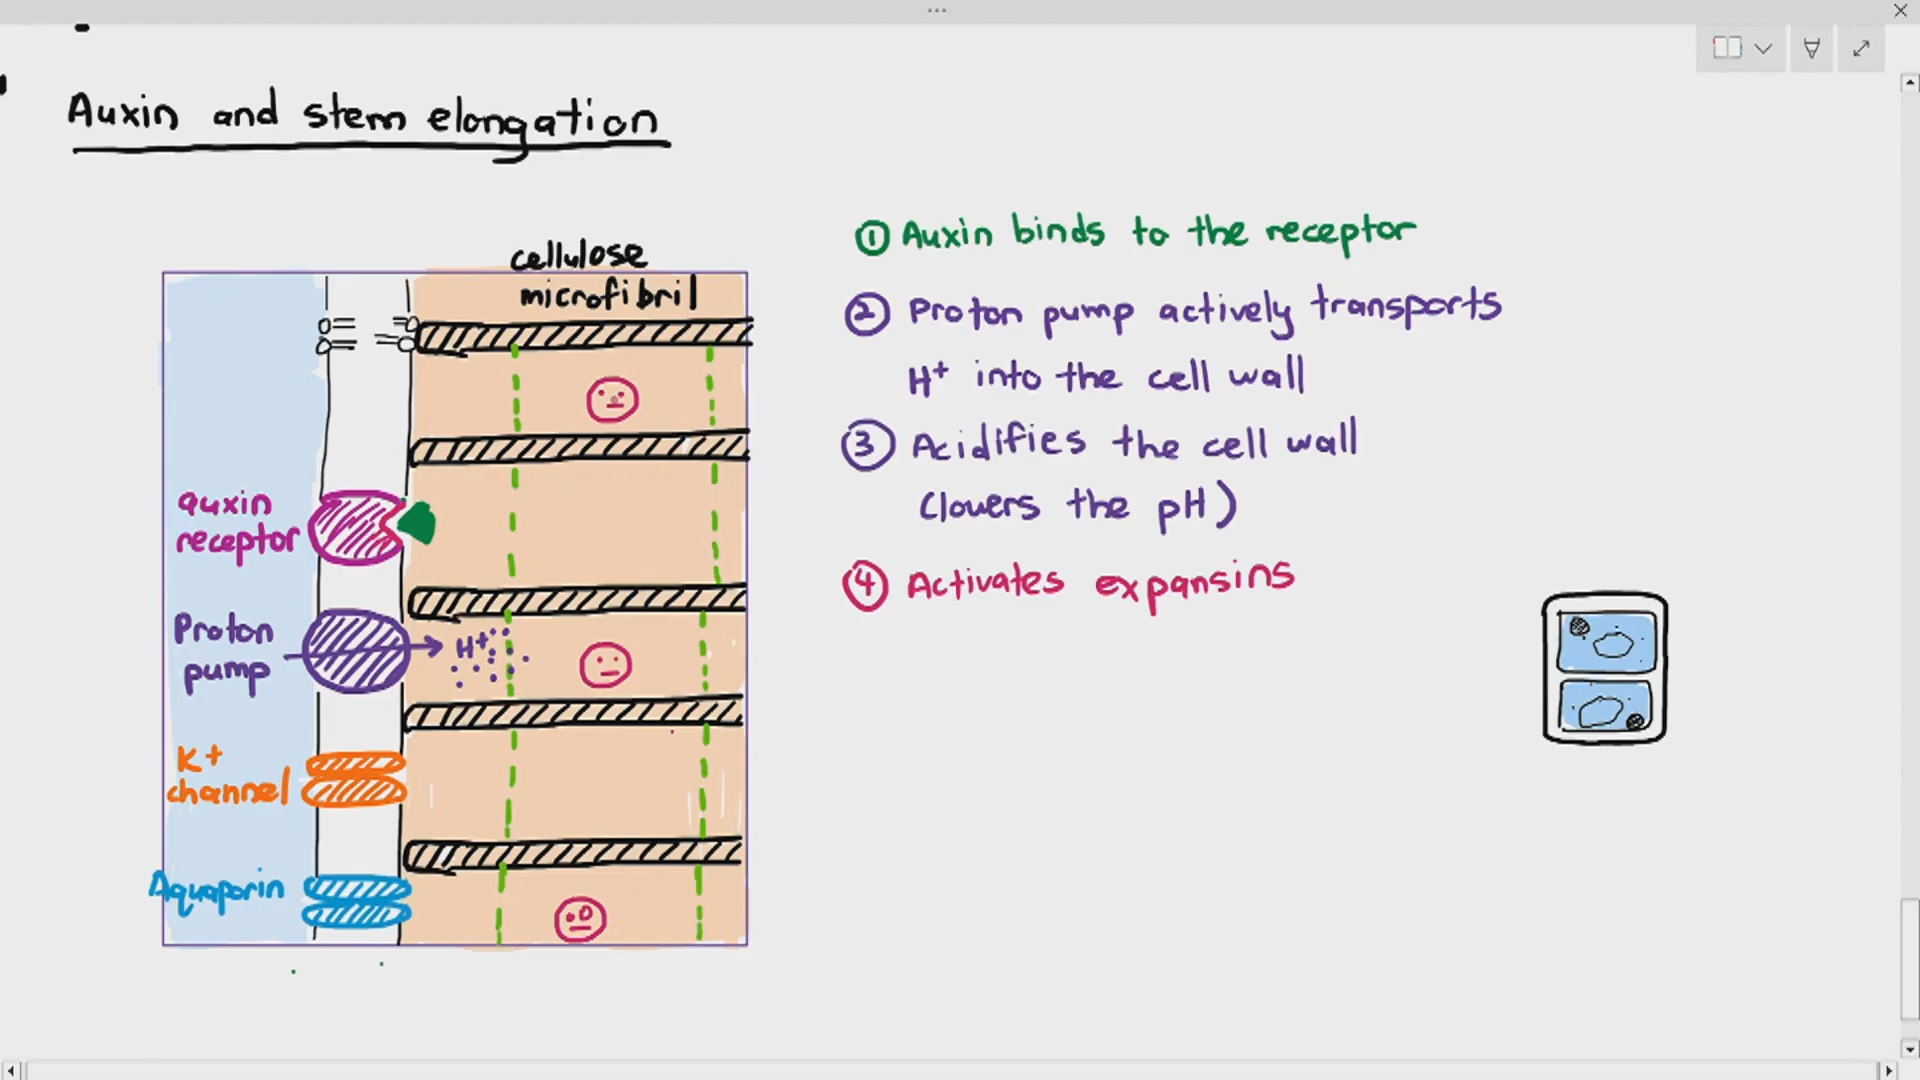 Auxin and stem elongation
cellulose
microfibril
auxin
receptor
Proton
pump
H+
K+
channel
Aquaporin
① Auxin binds to the receptor
② Proton pump actively transports
H+ into the cell wall
③ Acidifies the cell wall
(lowers the pH)
④ Activates expansins